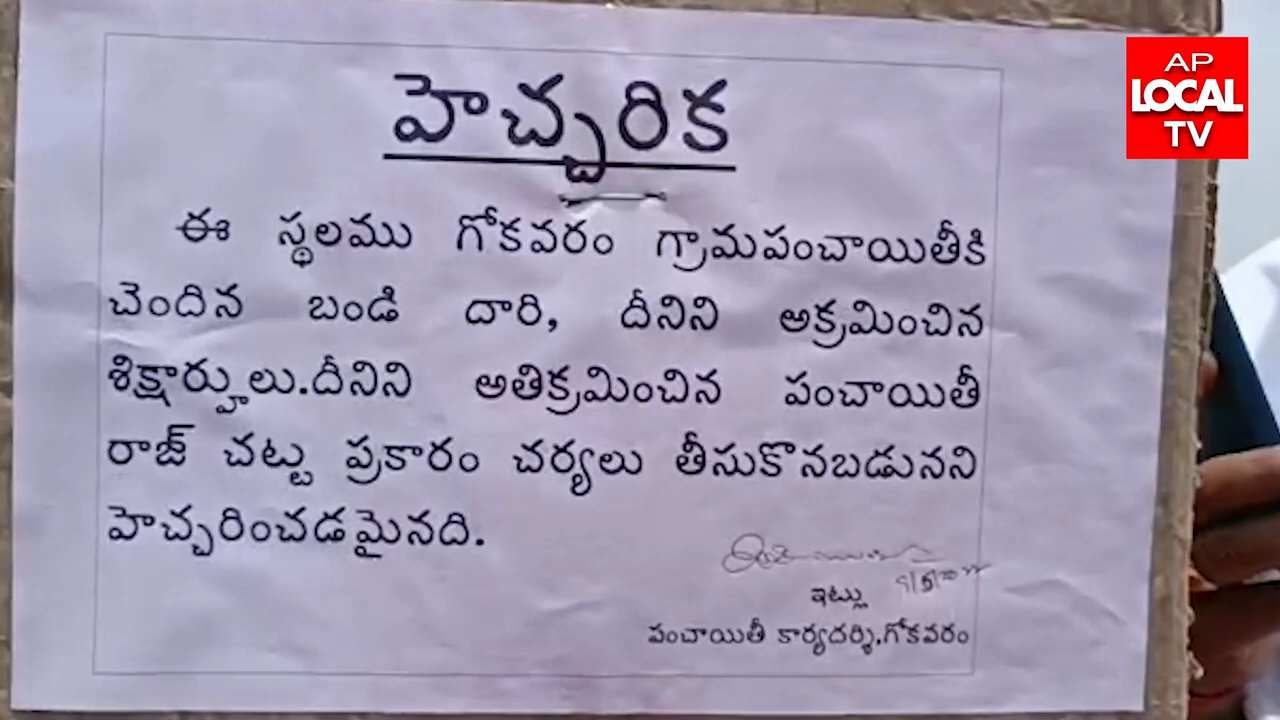 AP
LOCAL
TV
హెచ్చరిక
ఈ స్థలము గోకవరం గ్రామపంచాయితీకి
చెందిన బండి దారి, దీనిని అక్రమించిన
శిక్షార్హులు.దీనిని అతిక్రమించిన పంచాయితీ
రాజ్ చట్ట ప్రకారం చర్యలు తీసుకొనబడునని
హెచ్చరించడమైనది.
ఇట్లు
పంచాయితీ కార్యదర్శి,గోకవరం